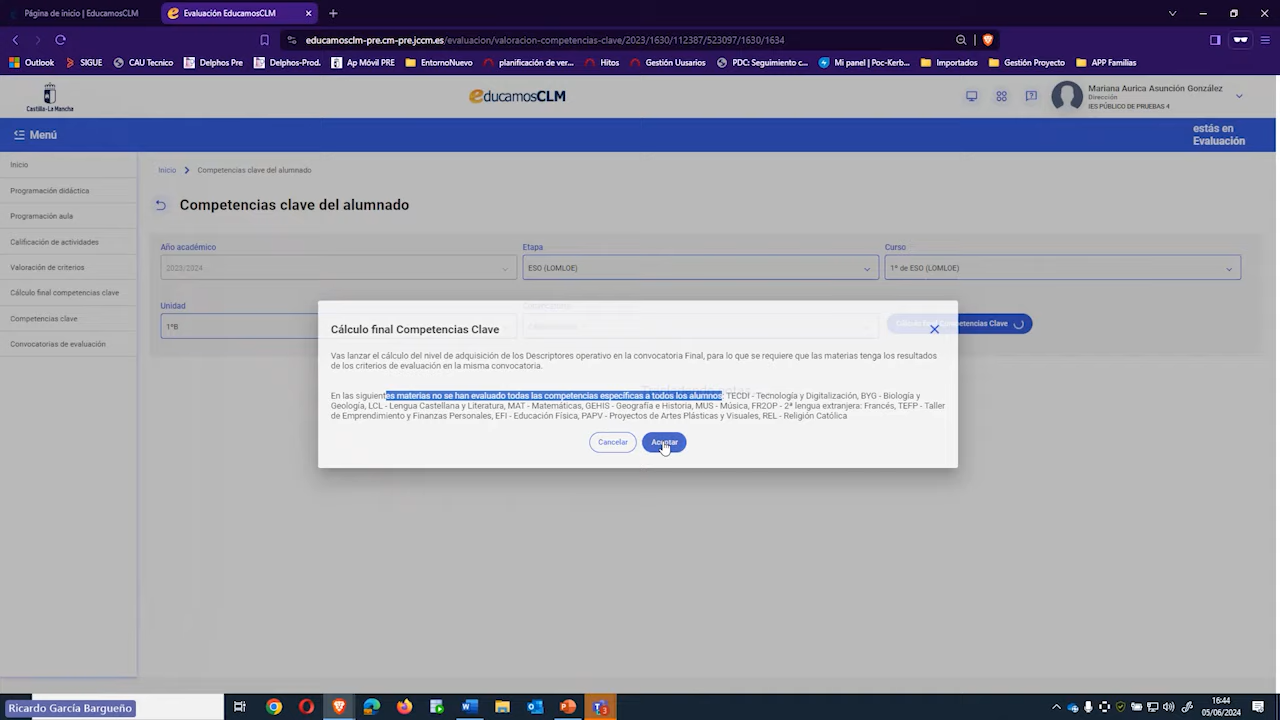 Página de inicio | EducamosCLM
Evaluación EducamosCLM
educamosclm-pre.cm-pre.jccm.es/evaluacion/valoracion-competencias-clave/2023/1630/112387/523097/1630/1634
Outlook
SIGUE
CAU Tecnico
Delphos Pre
Delphos-Prod.
Ap Móvil PRE
EntornoNuevo
planificación de ver...
Hitos
Gestión Usuarios
PDC: Seguimiento c...
Mi panel | Poc-Kerb...
Importados
Gestión Proyecto
APP Familias
Castilla-La Mancha
educamosCLM
Mariana Aurica Asunción González
Dirección
IES PÚBLICO DE PRUEBAS 4
Menú
estás en
Evaluación
Inicio
Programación didáctica
Programación aula
Calificación de actividades
Valoración de criterios
Cálculo final competencias clave
Competencias clave
Convocatorias de evaluación
Inicio
Competencias clave del alumnado
Competencias clave del alumnado
Año académico
Etapa
Curso
2023/2024
ESO (LOMLOE)
1º de ESO (LOMLOE)
Unidad
1ºB
Cálculo final Competencias Clave
Cálculo final Competencias Clave
Vas lanzar el cálculo del nivel de adquisición de los Descriptores operativo en la convocatoria Final, para lo que se requiere que las materias tenga los resultados
de los criterios de evaluación en la misma convocatoria.
En las siguientes materias no se han evaluado todas las competencias específicas a todos los alumnos: TECDI - Tecnología y Digitalización, BYG - Biología y
Geología, LCL - Lengua Castellana y Literatura, MAT - Matemáticas, GEHIS - Geografía e Historia, MUS - Música, FR2OP - 2ª lengua extranjera: Francés, TEFP - Taller
de Emprendimiento y Finanzas Personales, EFI - Educación Física, PAPV - Proyectos de Artes Plásticas y Visuales, REL - Religión Católica
Cancelar
Aceptar
Ricardo García Bargueño
16:44
05/06/2024